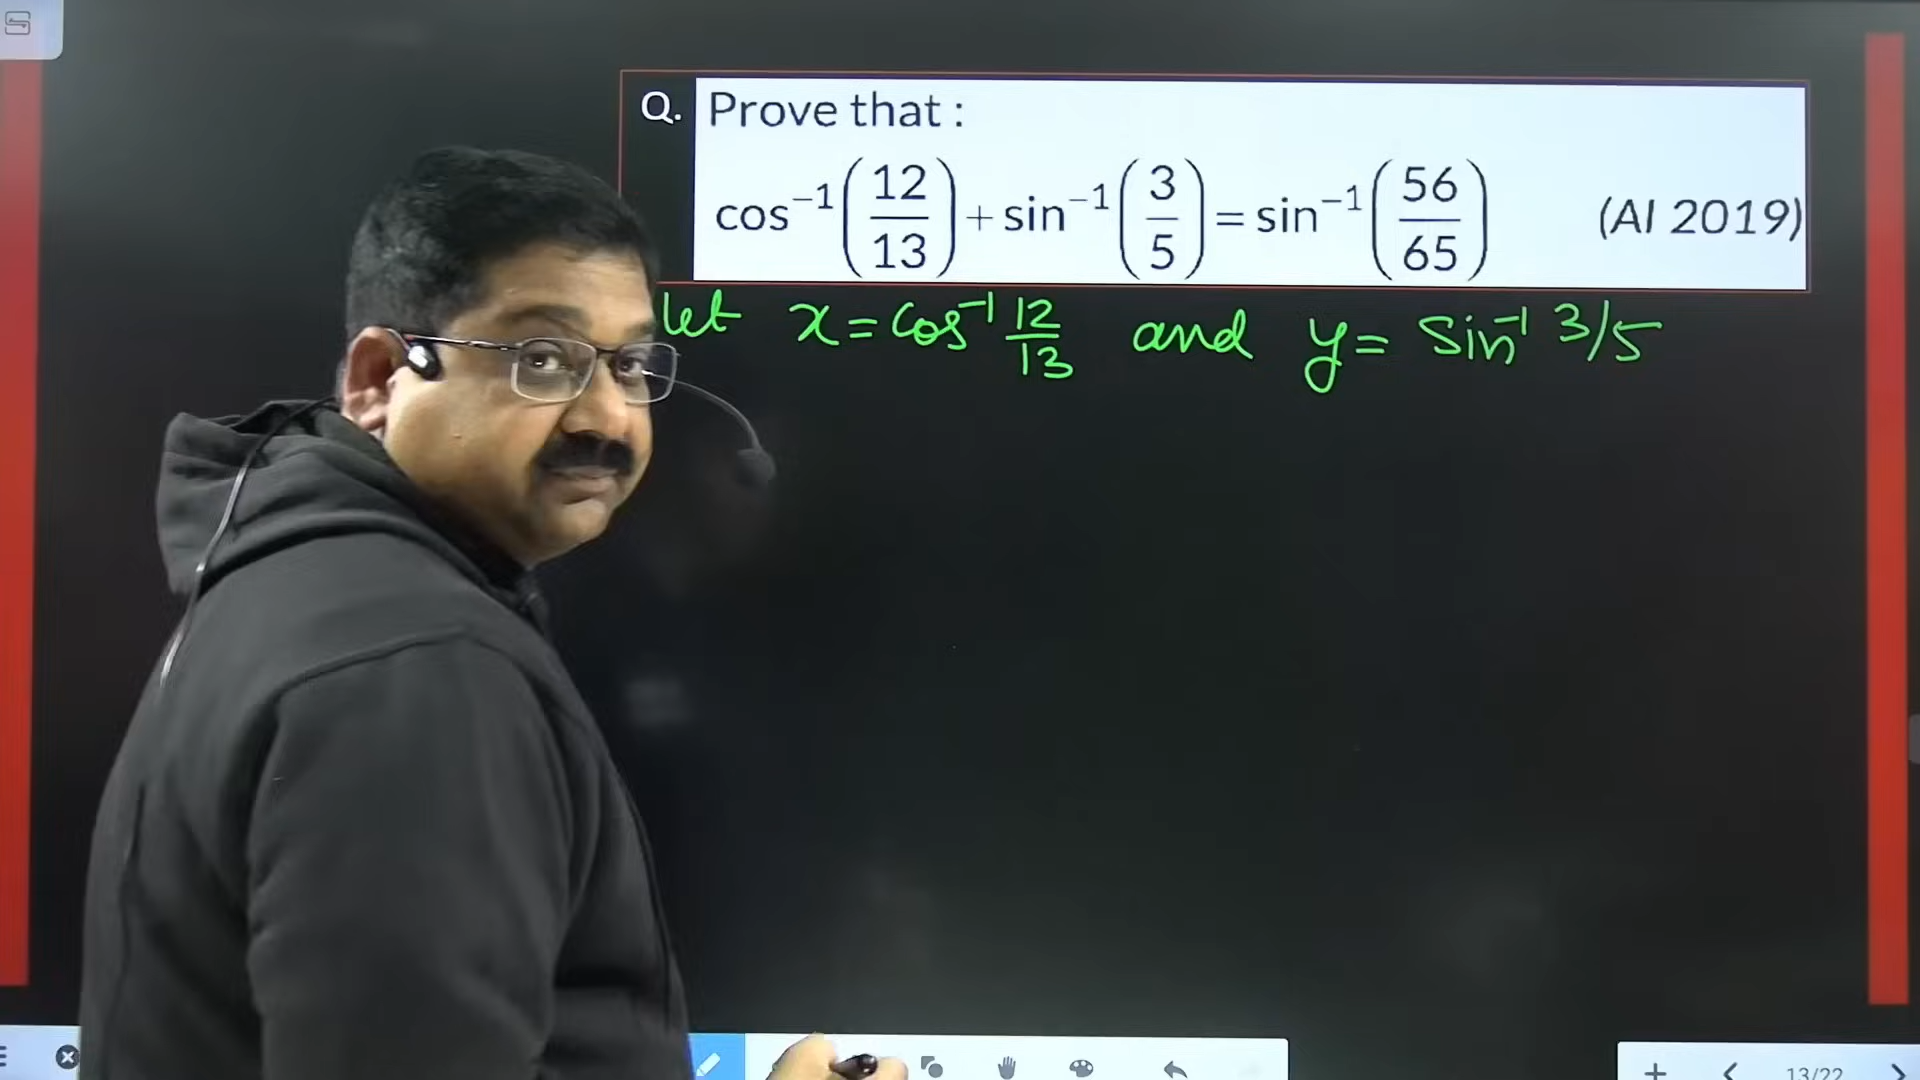 Q. Prove that :
cos⁻¹(12/13) + sin⁻¹(3/5) = sin⁻¹(56/65) (AI 2019)
let x = cos⁻¹ 12/13 and y = Sin⁻¹ 3/5
13/22